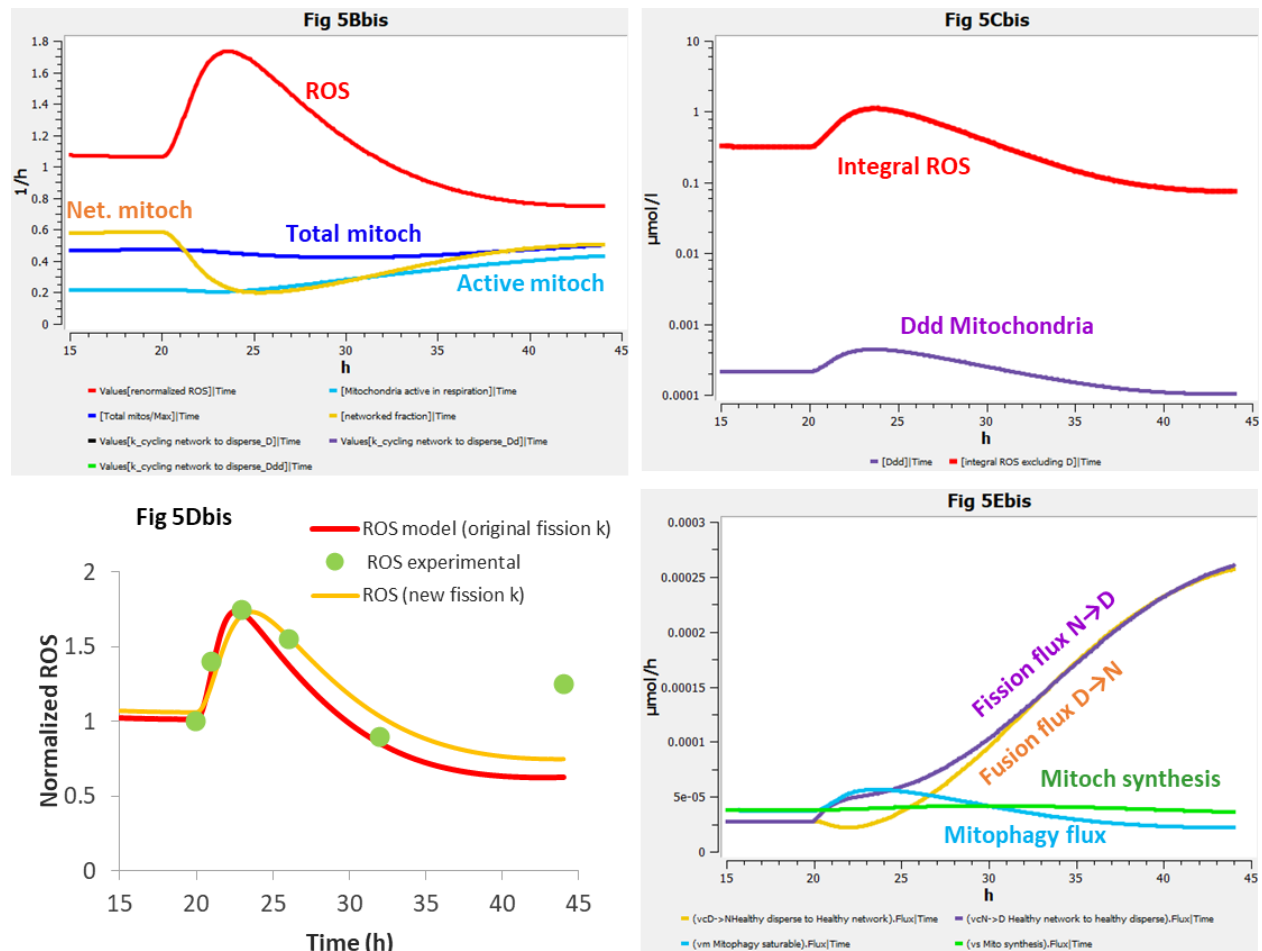 Fig 5Bbis
1.8
1.6
1.4
1.2
1
0.8
0.6
0.4
0.2
0
1/h
ROS
Net. mitoch
Total mitoch
Active mitoch
15 20 25 30 35 40 45
h
Values[renormalized ROS]|Time [Mitochondria active in respiration]|Time
[Total mitos/Max]|Time [networked fraction]|Time
Values[k_cycling network to disperse_D]|Time Values[k_cycling network to disperse_Dd]|Time
Values[k_cycling network to disperse_Ddd]|Time
Fig 5Cbis
10
1
0.1
0.01
0.001
0.0001
µmol/l
Integral ROS
Ddd Mitochondria
15 20 25 30 35 40 45
h
[Ddd]|Time [integral ROS excluding D]|Time
Fig 5Dbis
ROS model (original fission k)
ROS experimental
ROS (new fission k)
2
1.5
1
0.5
0
Normalized ROS
15 20 25 30 35 40 45
Time (h)
Fig 5Ebis
0.0003
0.00025
0.0002
0.00015
0.0001
5e-05
0
µmol/h
Fission flux N→D
Fusion flux D→N
Mitoch synthesis
Mitophagy flux
15 20 25 30 35 40 45
h
(vcD->NHealthy disperse to Healthy network).Flux|Time (vcN->D Healthy network to healthy disperse).Flux|Time
(vm Mitophagy saturable).Flux|Time (vs Mito synthesis).Flux|Time